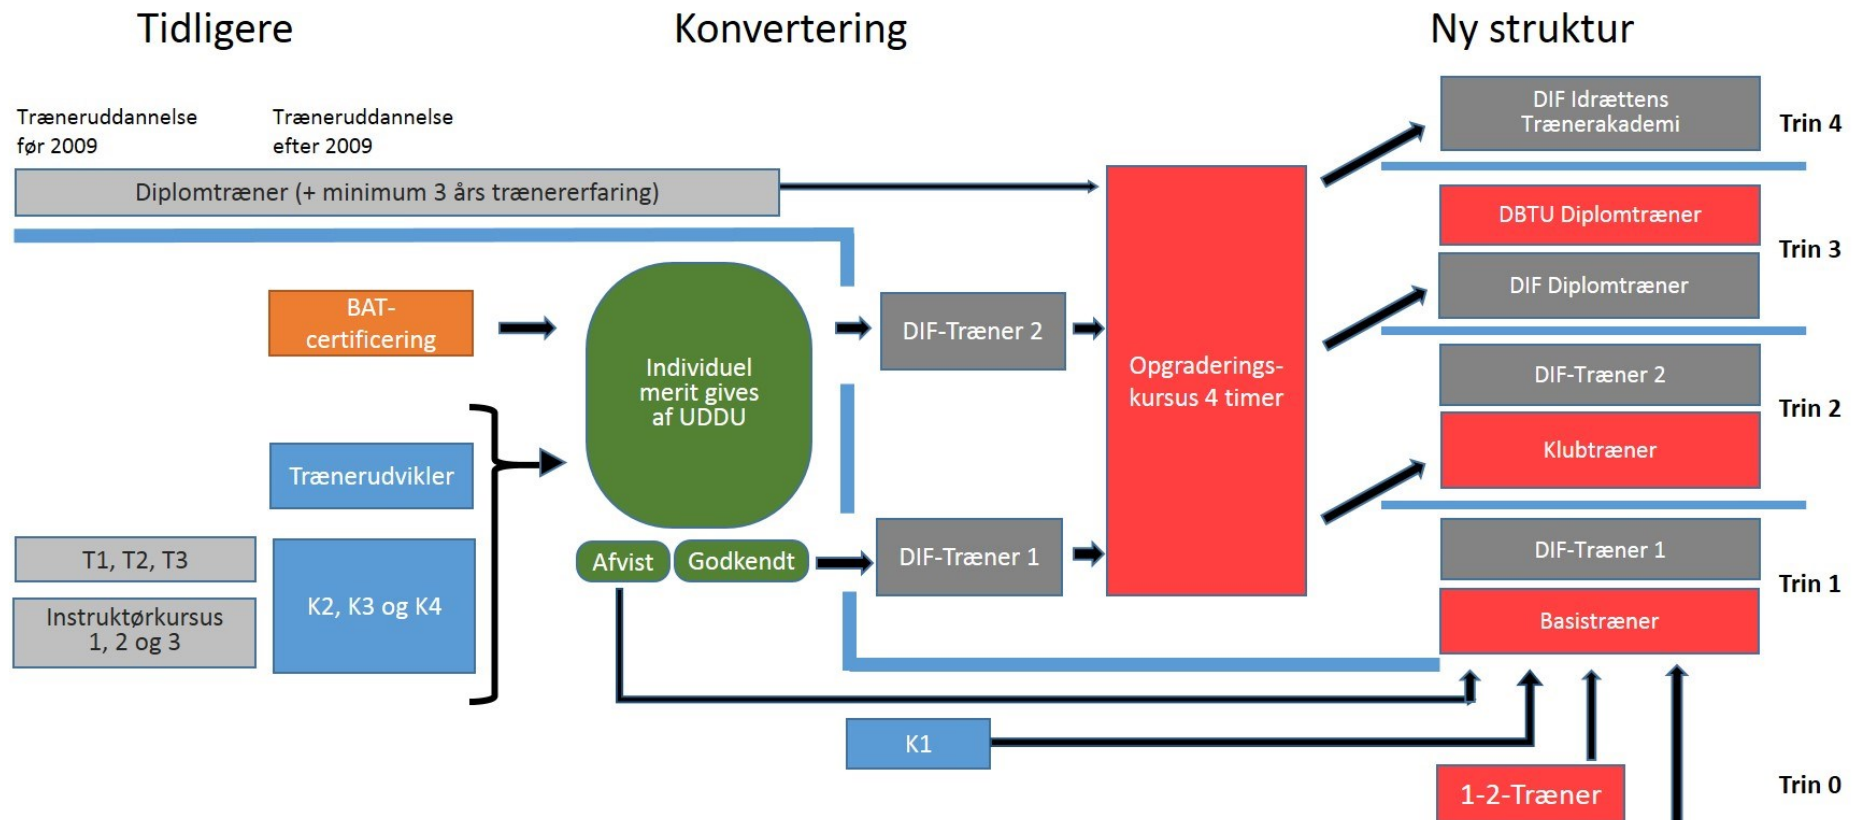 Tidligere
Konvertering
Ny struktur
Træneruddannelse
før 2009
Træneruddannelse
efter 2009
Diplomtræner (+ minimum 3 års trænererfaring)
BAT-
certificering
Trænerudvikler
T1, T2, T3
Instruktørkursus
1, 2 og 3
K2, K3 og K4
Individuel
merit gives
af UDDU
Afvist
Godkendt
DIF-Træner 2
DIF-Træner 1
K1
Opgraderings-
kursus 4 timer
DIF Idrættens
Trænerakademi
Trin 4
DBTU Diplomtræner
DIF Diplomtræner
Trin 3
DIF-Træner 2
Klubtræner
Trin 2
DIF-Træner 1
Basistræner
Trin 1
1-2-Træner
Trin 0